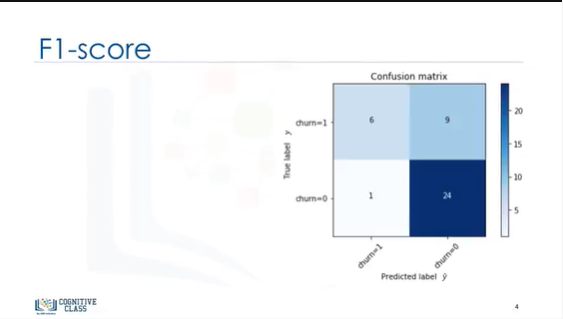 F1-score
Confusion matrix
True label y
churn=1
churn=0
6
9
1
24
20
15
10
5
churn=1
churn=0
Predicted label ŷ
COGNITIVE
CLASS
4